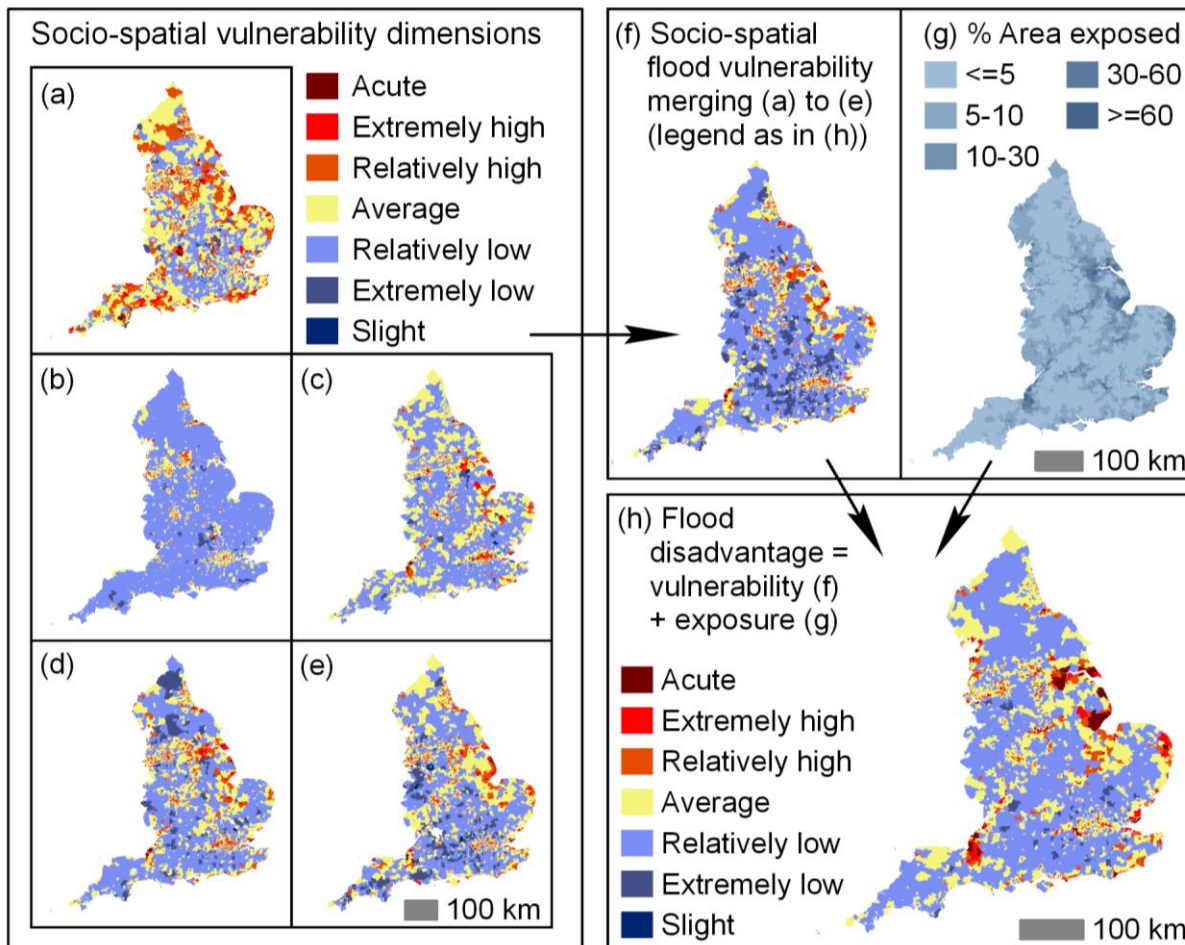 Socio-spatial vulnerability dimensions
(a)
Acute
Extremely high
Relatively high
Average
Relatively low
Extremely low
Slight
(b)
(c)
(d)
(e)
100 km
(f) Socio-spatial
flood vulnerability
merging (a) to (e)
(legend as in (h))
(g) % Area exposed
<=5
5-10
10-30
30-60
>=60
100 km
(h) Flood
disadvantage =
vulnerability (f)
+ exposure (g)
Acute
Extremely high
Relatively high
Average
Relatively low
Extremely low
Slight
100 km